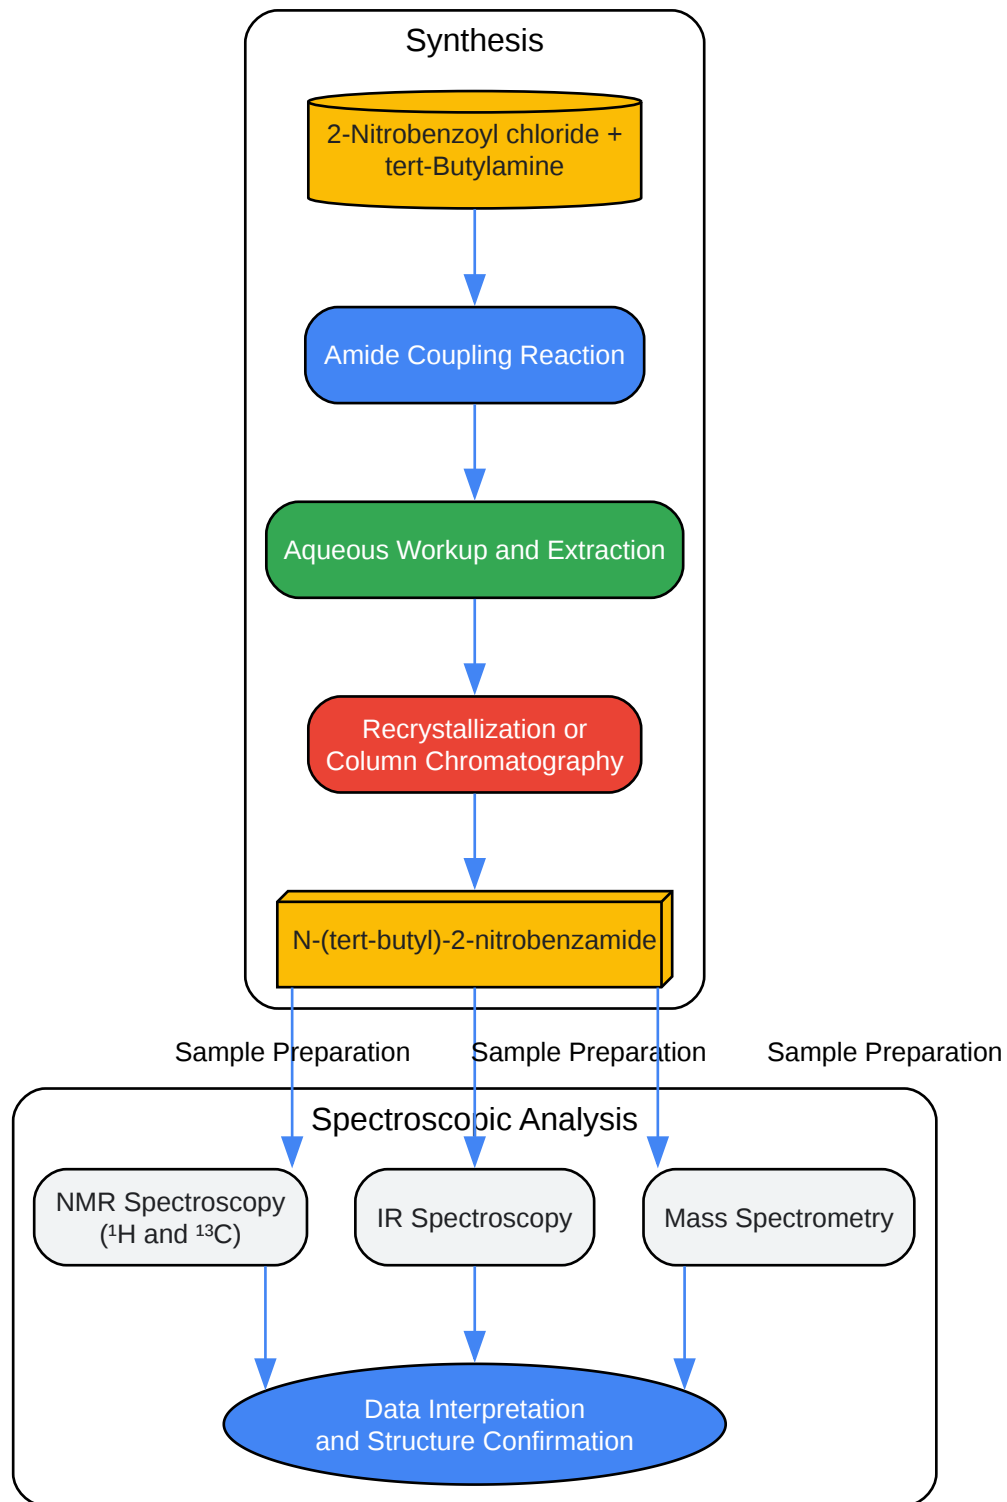 Synthesis
2-Nitrobenzoyl chloride +
tert-Butylamine
Amide Coupling Reaction
Aqueous Workup and Extraction
Recrystallization or
Column Chromatography
N-(tert-butyl)-2-nitrobenzamide
Sample Preparation
Sample Preparation
Sample Preparation
Spectroscopic Analysis
NMR Spectroscopy
(¹H and ¹³C)
IR Spectroscopy
Mass Spectrometry
Data Interpretation
and Structure Confirmation